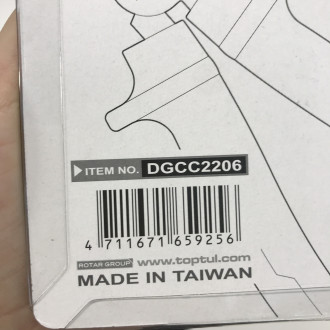 ITEM NO. DGCC2206
4 711671 659256
ROTAR GROUP www.toptul.com
MADE IN TAIWAN